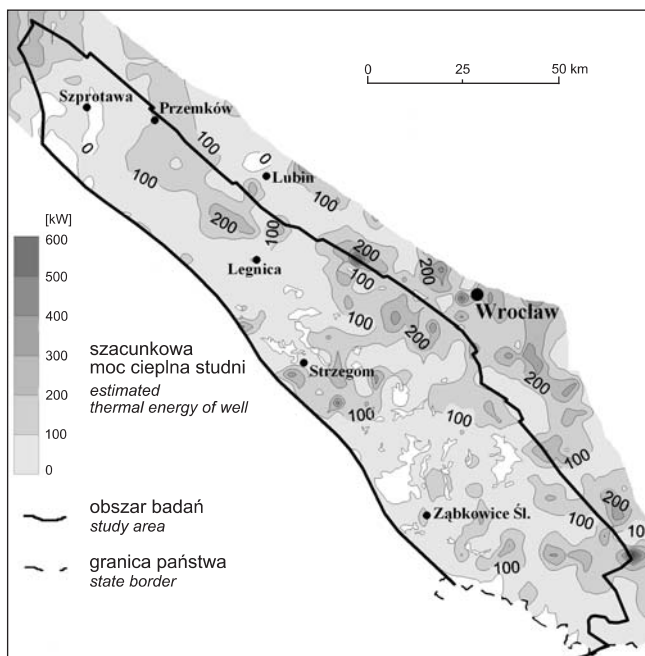 0 25 50 km
Szprotawa
Przemków
0
100
0
Lubin
100
100
200
100
Legnica
200
100
200
Wrocław
100
200
200
Strzegom
100
100
100
200
100
10
Ząbkowice Śl.
100
[kW]
600
500
400
300
200
100
0
szacunkowa
moc cieplna studni
estimated
thermal energy of well
obszar badań
study area
granica państwa
state border